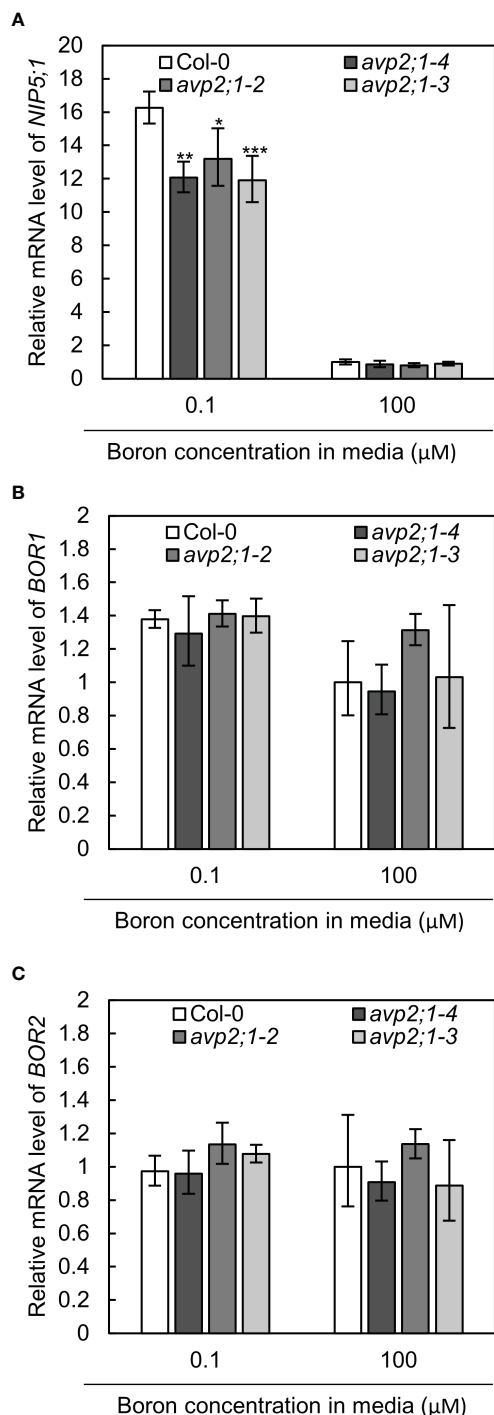 A
Relative mRNA level of NIP5;1
20
18
16
14
12
10
8
6
4
2
0
Col-0
avp2;1-4
avp2;1-2
avp2;1-3
**
*
***
0.1
100
Boron concentration in media (μM)
B
Relative mRNA level of BOR1
2
1.8
1.6
1.4
1.2
1
0.8
0.6
0.4
0.2
0
Col-0
avp2;1-4
avp2;1-2
avp2;1-3
0.1
100
Boron concentration in media (μM)
C
Relative mRNA level of BOR2
2
1.8
1.6
1.4
1.2
1
0.8
0.6
0.4
0.2
0
Col-0
avp2;1-4
avp2;1-2
avp2;1-3
0.1
100
Boron concentration in media (μM)